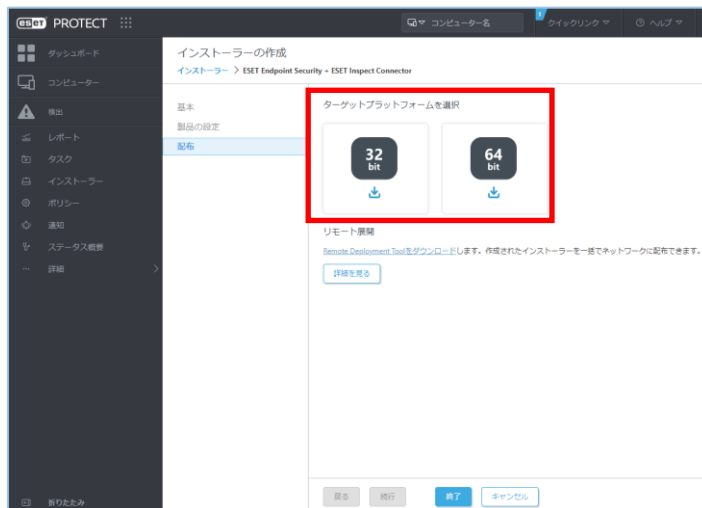 eset PROTECT
コンピューター名
クイックリンク
ヘルプ
ダッシュボード
コンピューター
検出
レポート
タスク
インストーラー
ポリシー
通知
ステータス概要
詳細
折りたたみ
インストーラーの作成
インストーラー > ESET Endpoint Security + ESET Inspect Connector
基本
製品の設定
配布
ターゲットプラットフォームを選択
32
bit
64
bit
リモート展開
Remote Deployment Toolをダウンロードします。作成されたインストーラーを一括でネットワークに配布できます。
詳細を見る
戻る
続行
終了
キャンセル